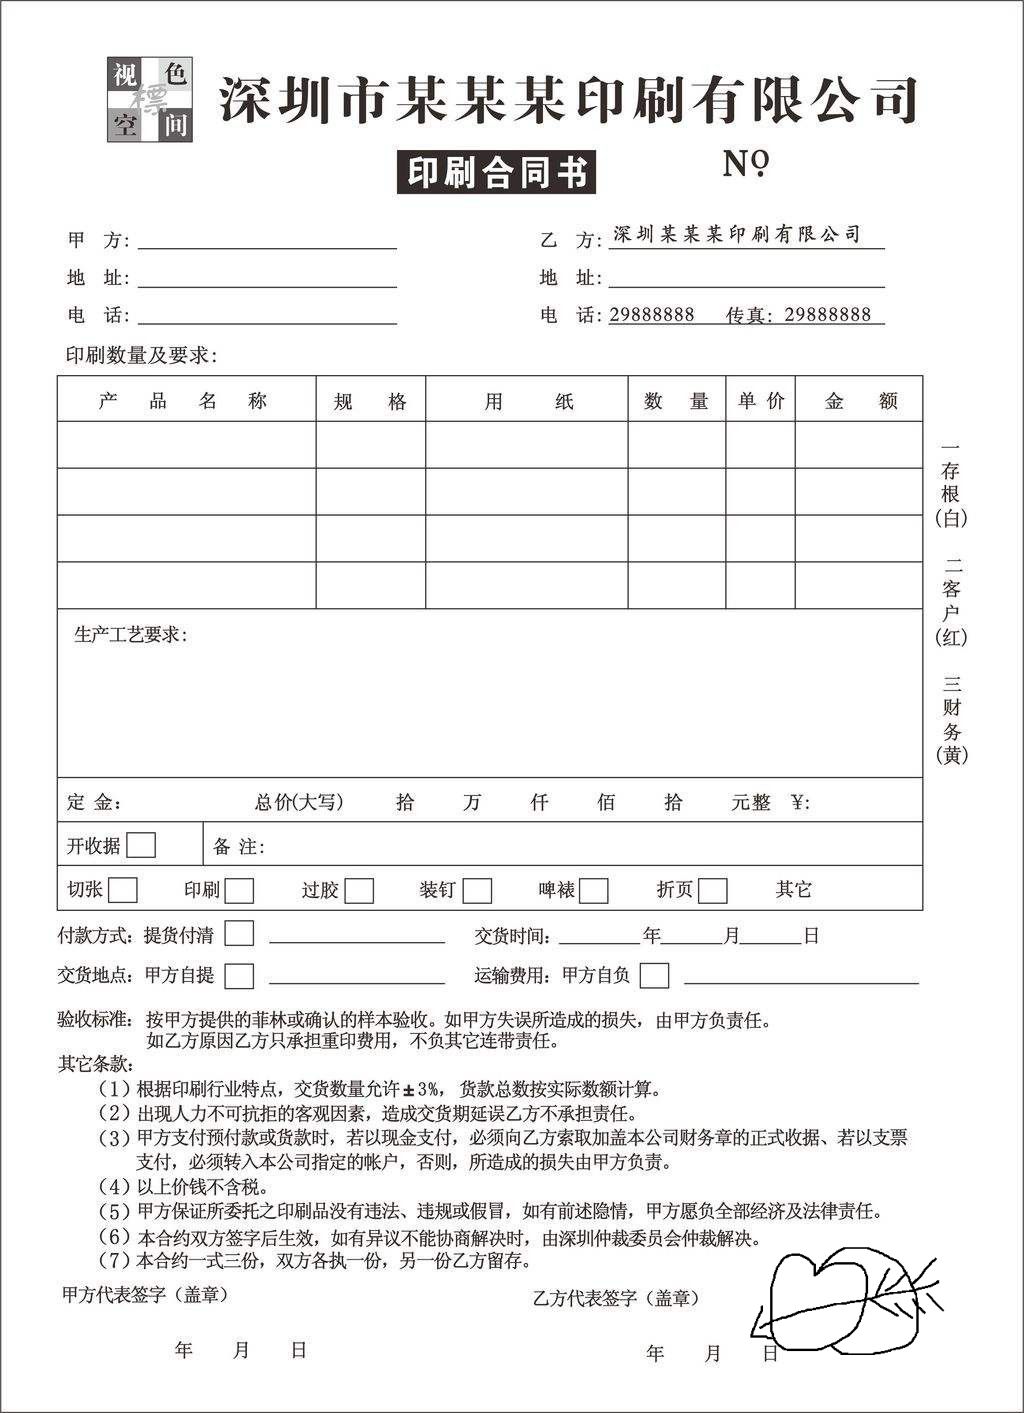 视 色
標
空 间
深圳市某某某印刷有限公司
印刷合同书
Nº.
甲 方:
乙 方: 深圳某某某印刷有限公司
地 址:
地 址:
电 话:
电 话: 29888888 传真: 29888888
印刷数量及要求:
产品名称 规格 用纸 数量 单价 金额
一存根(白)
二客户(红)
三财务(黄)
生产工艺要求:
定 金: 总价(大写) 拾 万 仟 佰 拾 元整 ¥:
开收据 备 注:
切张 印刷 过胶 装钉 啤裱 折页 其它
付款方式: 提货付清 交货时间: 年 月 日
交货地点: 甲方自提 运输费用: 甲方自负
验收标准: 按甲方提供的菲林或确认的样本验收。如甲方失误所造成的损失，由甲方负责任。
如乙方原因乙方只承担重印费用，不负其它连带责任。
其它条款:
（1）根据印刷行业特点，交货数量允许±3%，货款总数按实际数额计算。
（2）出现人力不可抗拒的客观因素，造成交货期延误乙方不承担责任。
（3）甲方支付预付款或货款时，若以现金支付，必须向乙方索取加盖本公司财务章的正式收据、若以支票
支付，必须转入本公司指定的帐户，否则，所造成的损失由甲方负责。
（4）以上价钱不含税。
（5）甲方保证所委托之印刷品没有违法、违规或假冒，如有前述隐情，甲方愿负全部经济及法律责任。
（6）本合约双方签字后生效，如有异议不能协商解决时，由深圳仲裁委员会仲裁解决。
（7）本合约一式三份，双方各执一份，另一份乙方留存。
甲方代表签字（盖章）
乙方代表签字（盖章）
年 月 日
年 月 日